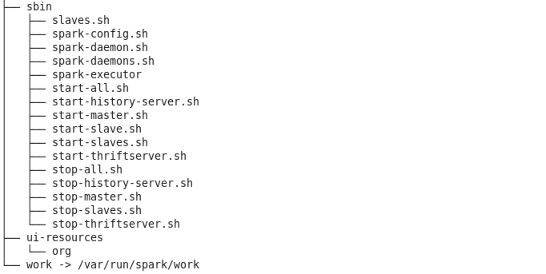 ├── sbin
│   ├── slaves.sh
│   ├── spark-config.sh
│   ├── spark-daemon.sh
│   ├── spark-daemons.sh
│   ├── spark-executor
│   ├── start-all.sh
│   ├── start-history-server.sh
│   ├── start-master.sh
│   ├── start-slave.sh
│   ├── start-slaves.sh
│   ├── start-thriftserver.sh
│   ├── stop-all.sh
│   ├── stop-history-server.sh
│   ├── stop-master.sh
│   ├── stop-slaves.sh
│   └── stop-thriftserver.sh
├── ui-resources
│   └── org
└── work -> /var/run/spark/work